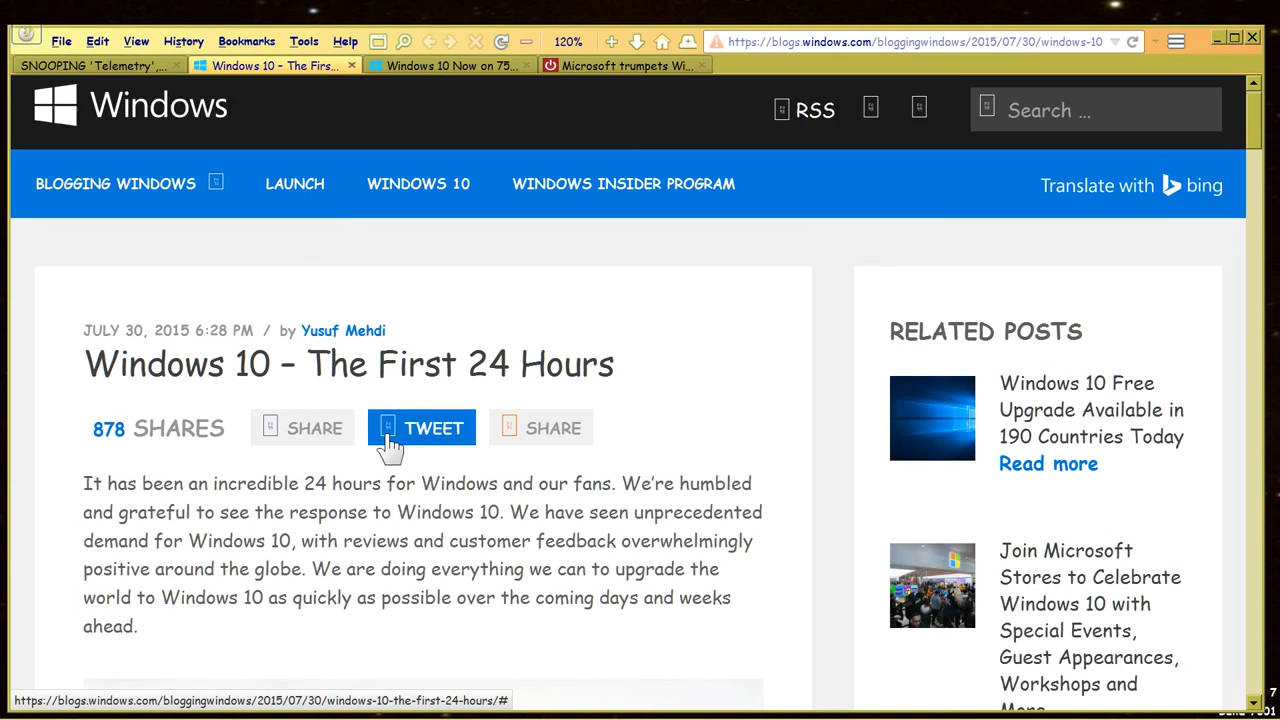 File Edit View History Bookmarks Tools Help 120% https://blogs.windows.com/bloggingwindows/2015/07/30/windows-10
SNOOPING 'Telemetry',... Windows 10 – The Firs... Windows 10 Now on 75... Microsoft trumpets Wi...
Windows RSS Search ...
BLOGGING WINDOWS LAUNCH WINDOWS 10 WINDOWS INSIDER PROGRAM Translate with bing
JULY 30, 2015 6:28 PM / by Yusuf Mehdi
Windows 10 – The First 24 Hours
878 SHARES SHARE TWEET SHARE
It has been an incredible 24 hours for Windows and our fans. We're humbled
and grateful to see the response to Windows 10. We have seen unprecedented
demand for Windows 10, with reviews and customer feedback overwhelmingly
positive around the globe. We are doing everything we can to upgrade the
world to Windows 10 as quickly as possible over the coming days and weeks
ahead.
RELATED POSTS
Windows 10 Free
Upgrade Available in
190 Countries Today
Read more
Join Microsoft
Stores to Celebrate
Windows 10 with
Special Events,
Guest Appearances,
Workshops and
More
https://blogs.windows.com/bloggingwindows/2015/07/30/windows-10-the-first-24-hours/#
7